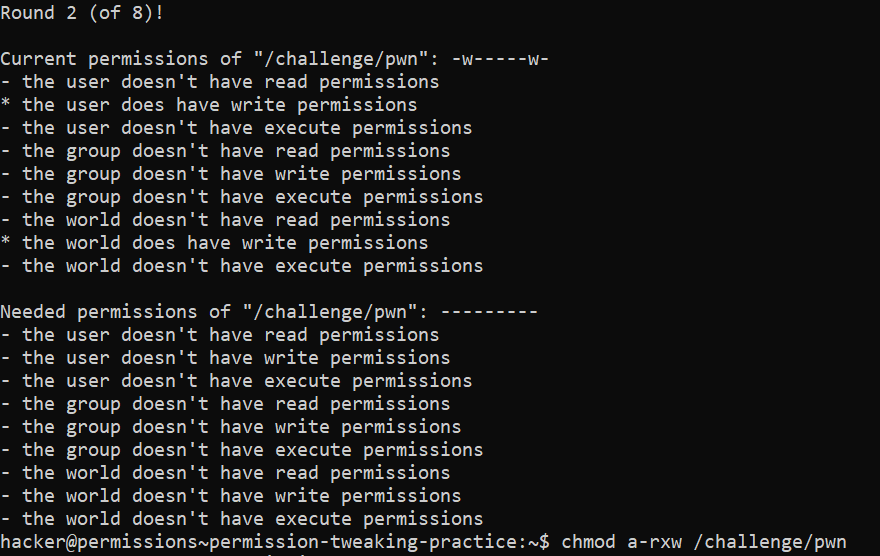 Round 2 (of 8)!
Current permissions of "/challenge/pwn": -w-----w-
- the user doesn't have read permissions
* the user does have write permissions
- the user doesn't have execute permissions
- the group doesn't have read permissions
- the group doesn't have write permissions
- the group doesn't have execute permissions
- the world doesn't have read permissions
* the world does have write permissions
- the world doesn't have execute permissions
Needed permissions of "/challenge/pwn": ---------
- the user doesn't have read permissions
- the user doesn't have write permissions
- the user doesn't have execute permissions
- the group doesn't have read permissions
- the group doesn't have write permissions
- the group doesn't have execute permissions
- the world doesn't have read permissions
- the world doesn't have write permissions
- the world doesn't have execute permissions
hacker@permissions~permission-tweaking-practice:~$ chmod a-rxw /challenge/pwn